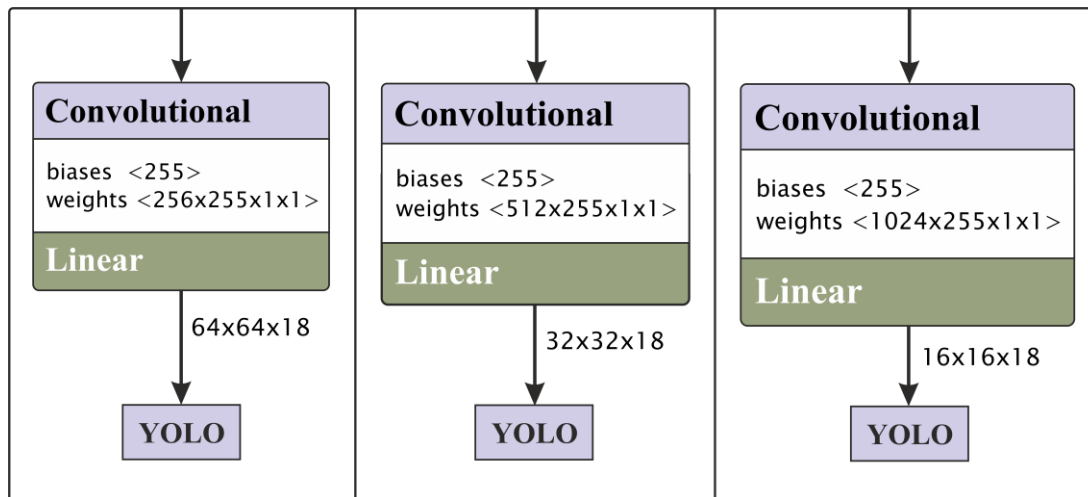 Convolutional
biases <255>
weights <256x255x1x1>
Linear
64x64x18
YOLO
Convolutional
biases <255>
weights <512x255x1x1>
Linear
32x32x18
YOLO
Convolutional
biases <255>
weights <1024x255x1x1>
Linear
16x16x18
YOLO